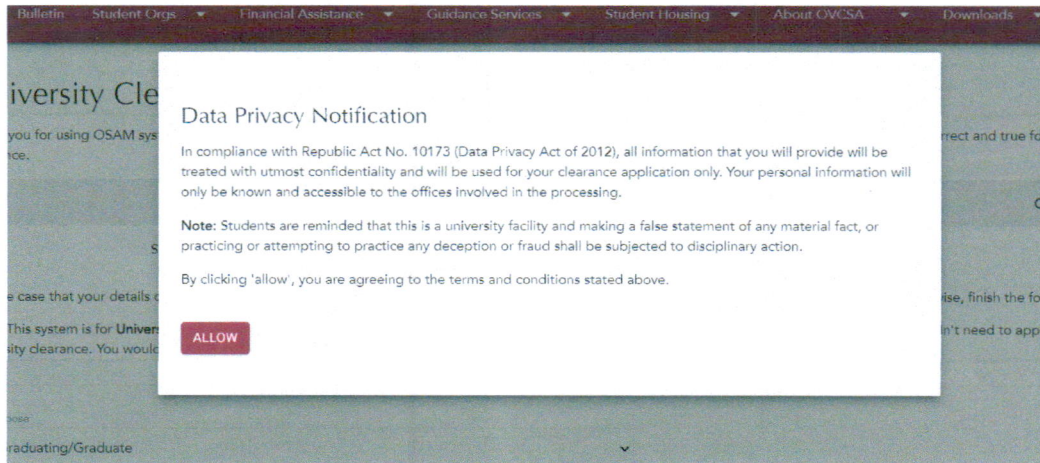 Bulletin Student Orgs Financial Assistance Guidance Services Student Housing About OVCSA Downloads
iversity Cle
Data Privacy Notification
you for using OSAM sys
rrect and true fo
nce.
In compliance with Republic Act No. 10173 (Data Privacy Act of 2012), all information that you will provide will be
treated with utmost confidentiality and will be used for your clearance application only. Your personal information will
only be known and accessible to the offices involved in the processing.
Note: Students are reminded that this is a university facility and making a false statement of any material fact, or
practicing or attempting to practice any deception or fraud shall be subjected to disciplinary action.
By clicking 'allow', you are agreeing to the terms and conditions stated above.
e case that your details
ise, finish the fo
This system is for Univers
n't need to app
sity clearance. You would
ALLOW
raduating/Graduate